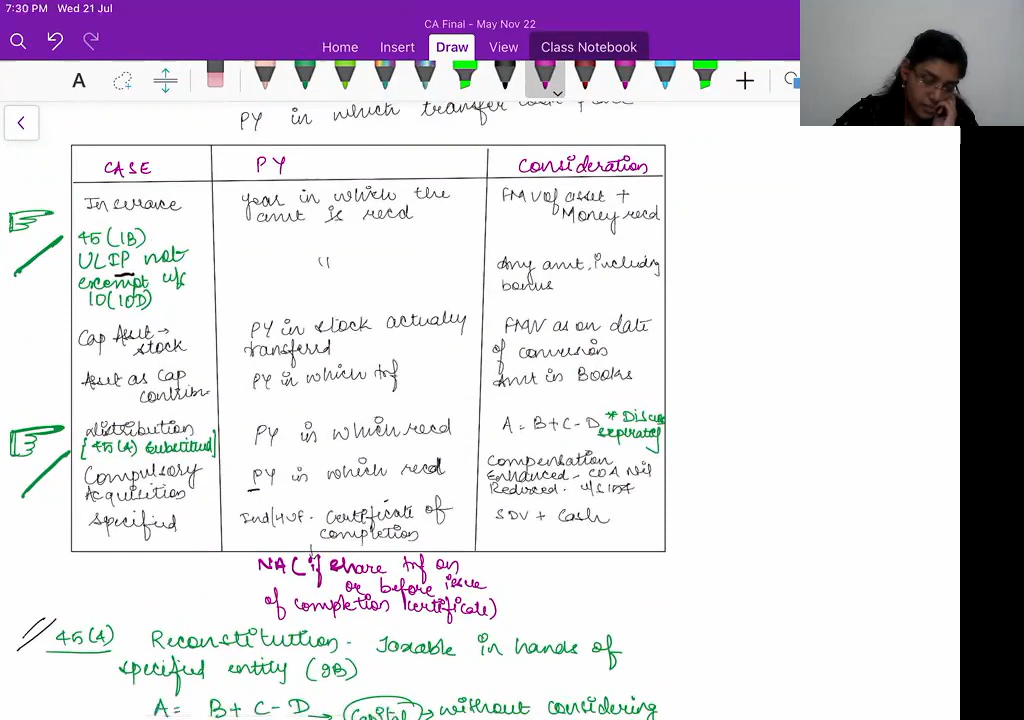 7:30 PM Wed 21 Jul
CA Final - May Nov 22
Home Insert Draw View Class Notebook
A
PY in which transfer
CASE PY Consideration
Insurance year in which the amt is recd FMV of asset + Money recd
45(1B) ULIP not exempt u/s 10(10D) " Any amt. including bonus
Cap Asset → stock PY in stock actually transferred FMV as on date of conversion
Asset as cap contribn PY in which trf Amt in Books
distribution [45(4) Substituted] PY in which recd A = B+C-D * Discuss seperately
Compulsory Acquisition PY in which recd Compensation Enhanced - COA Nil Reduced - u/s 155
Specified Ind/HUF - Certificate of completion SDV + Cash
NA (if share trf on
or before issue
of completion certificate)
45(4) Reconstitution - Taxable in hands of
specified entity (9B)
A = B + C - D → Capital → without considering